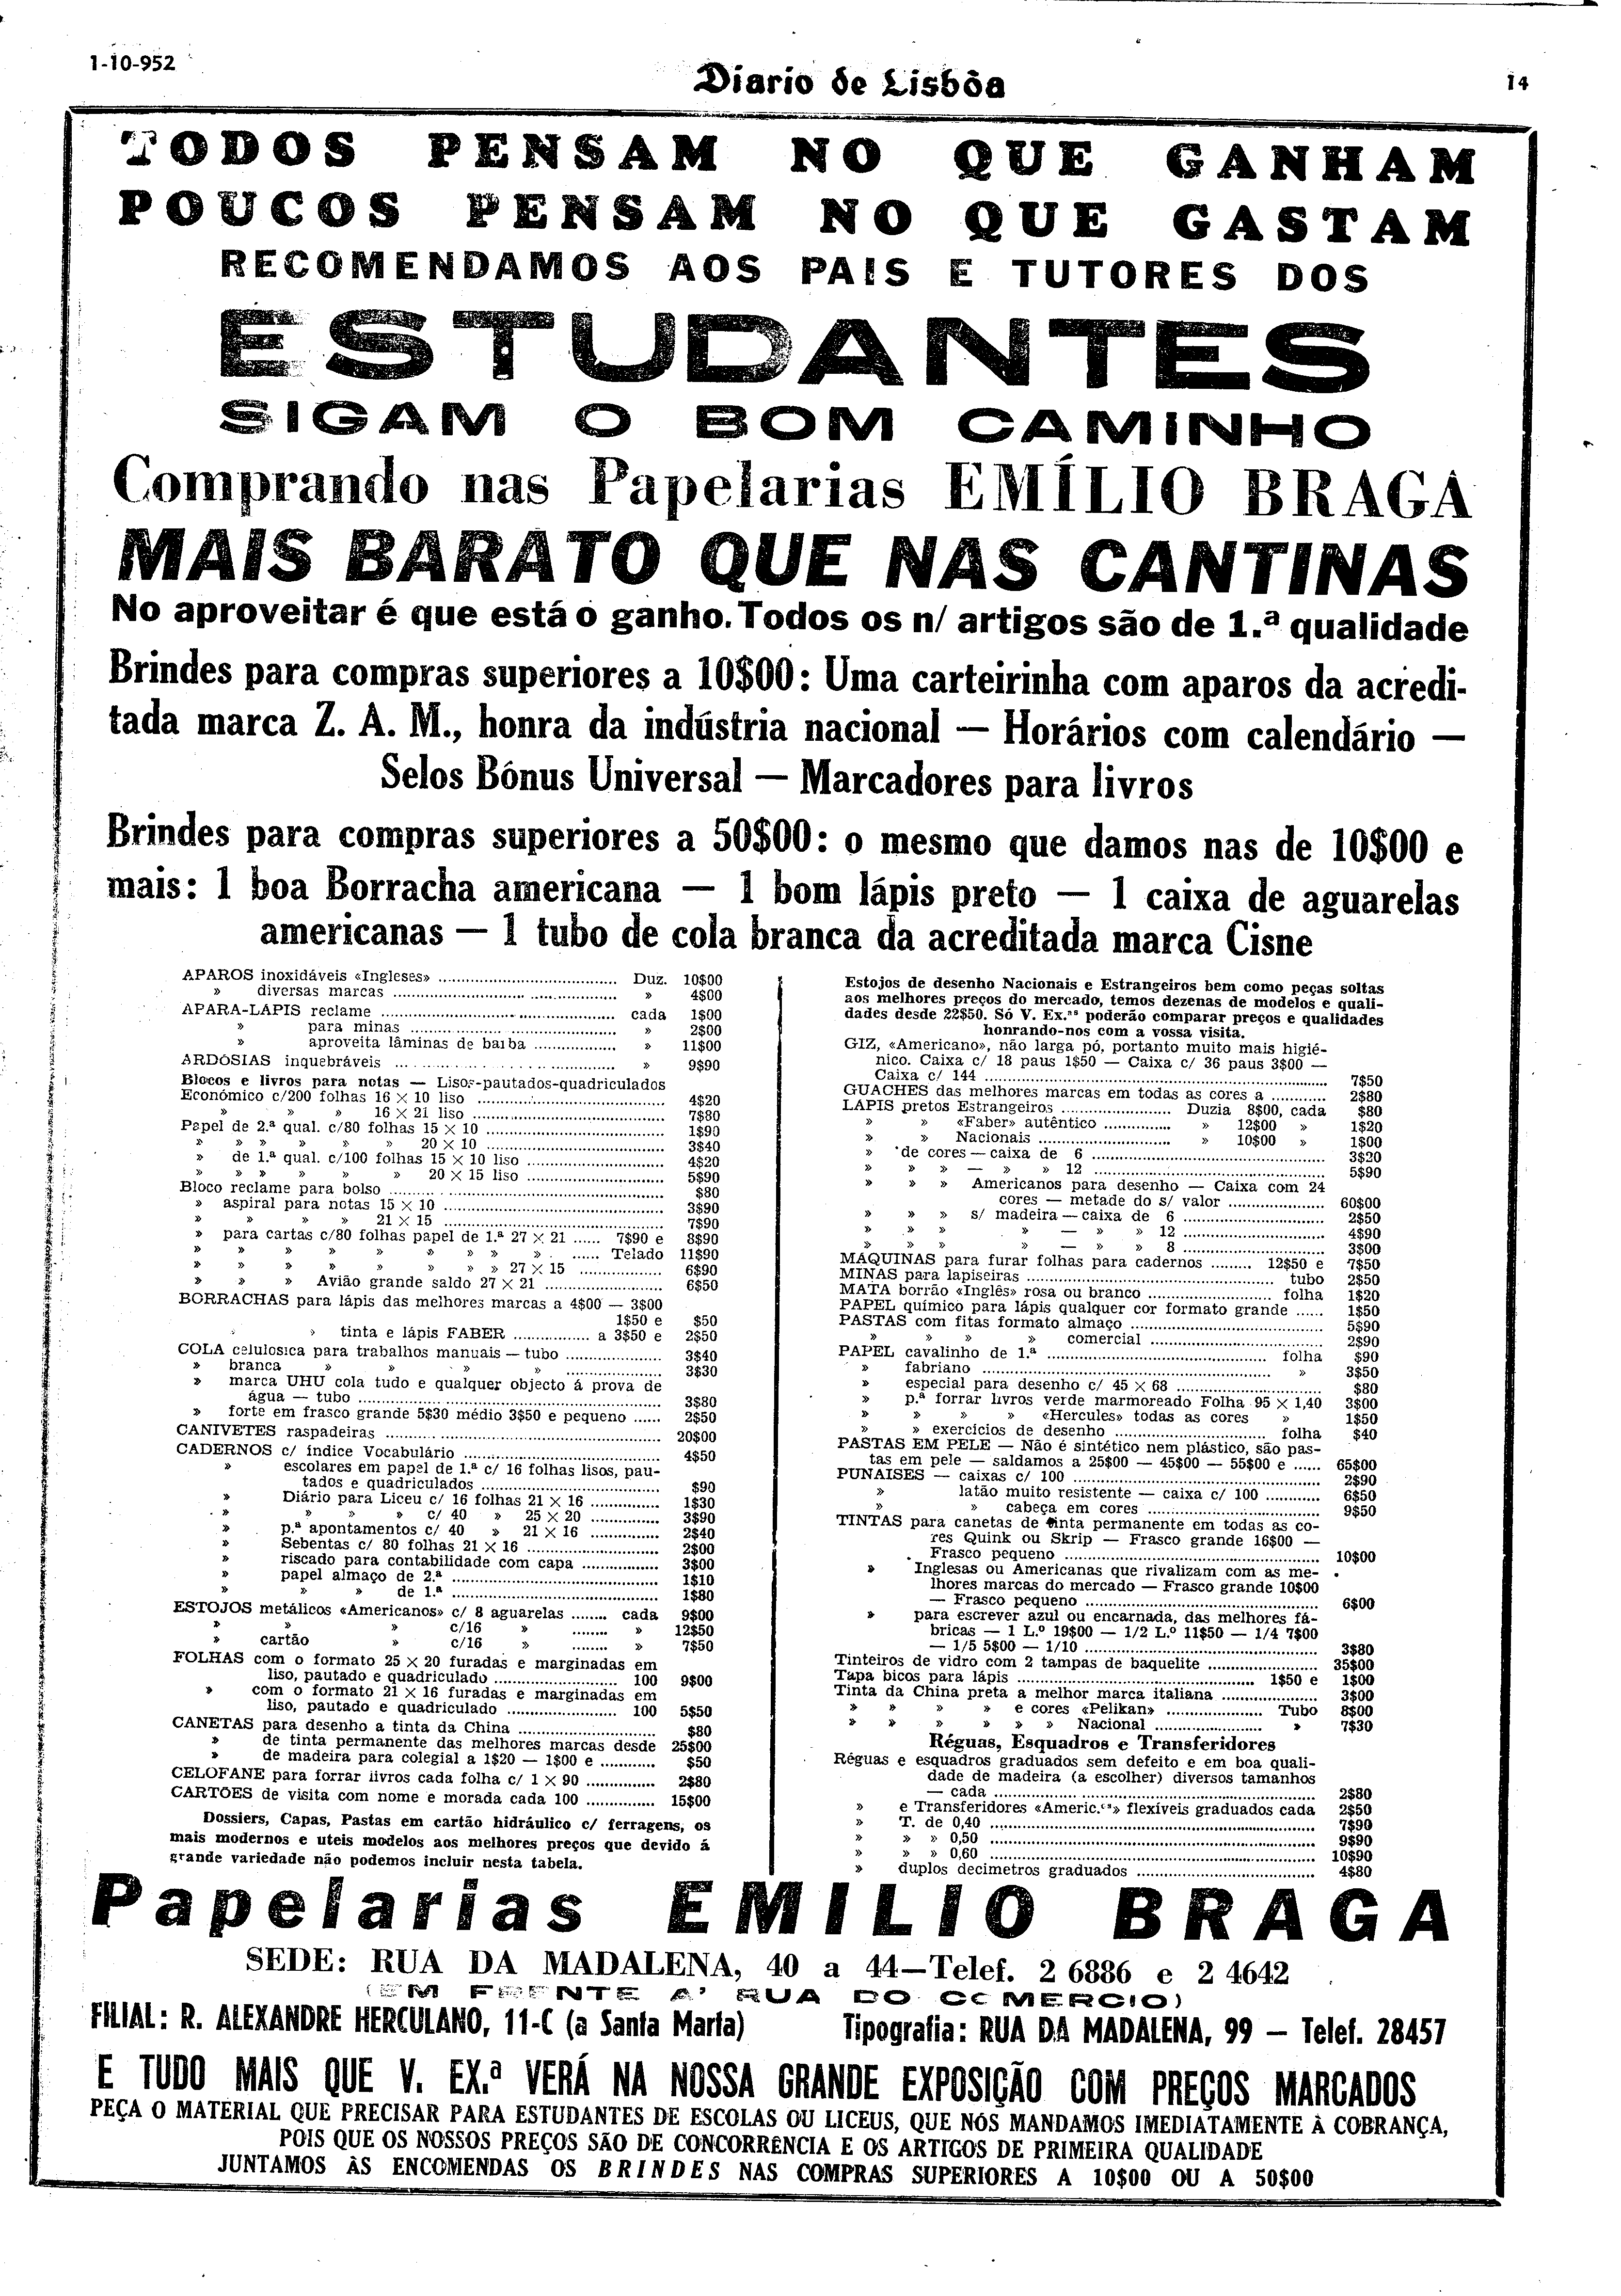 1-10-952
Diario de Lisbôa
14
TODOS PENSAM NO QUE GANHAM
POUCOS PENSAM NO QUE GASTAM
RECOMENDAMOS AOS PAIS E TUTORES DOS
ESTUDANTES
SIGAM O BOM CAMINHO
Comprando nas Papelarias EMÍLIO BRAGA
MAIS BARATO QUE NAS CANTINAS
No aproveitar é que está o ganho. Todos os n/ artigos são de 1.ª qualidade
Brindes para compras superiores a 10$00: Uma carteirinha com aparos da acredi-
tada marca Z. A. M., honra da indústria nacional — Horários com calendário —
Selos Bónus Universal — Marcadores para livros
Brindes para compras superiores a 50$00: o mesmo que damos nas de 10$00 e
mais: 1 boa Borracha americana — 1 bom lápis preto — 1 caixa de aguarelas
americanas — 1 tubo de cola branca da acreditada marca Cisne
APAROS inoxidáveis «Ingleses» ........ Duz. 10$00
» diversas marcas ........ » 4$00
APARA-LÁPIS reclame ........ cada 1$00
» para minas ........ » 2$00
» aproveita lâminas de barba ........ » 11$00
ARDÓSIAS inquebráveis ........ » 9$90
Blocos e livros para notas — Lisos-pautados-quadriculados
Económico c/200 folhas 16 × 10 liso ........ 4$20
» » » 16 × 21 liso ........ 7$80
Papel de 2.ª qual. c/80 folhas 15 × 10 ........ 1$90
» » » » » 20 × 10 ........ 3$40
» de 1.ª qual. c/100 folhas 15 × 10 liso ........ 4$20
» » » » » 20 × 15 liso ........ 5$90
Bloco reclame para bolso ........ $80
» aspiral para notas 15 × 10 ........ 3$90
» » » » 21 × 15 ........ 7$90
» para cartas c/80 folhas papel de 1.ª 27 × 21 ...... 7$90 e 8$90
» » » » » » » » ...... Telado 11$90
» » » » » » » » 27 × 15 ........ 6$90
» » » Avião grande saldo 27 × 21 ........ 6$50
BORRACHAS para lápis das melhores marcas a 4$00 — 3$00
1$50 e $50
» tinta e lápis FABER ........ a 3$50 e 2$50
COLA celulosica para trabalhos manuais — tubo ........ 3$40
» branca » » » » ........ 3$30
» marca UHU cola tudo e qualquer objecto á prova de
água — tubo ........ 3$80
» forte em frasco grande 5$30 médio 3$50 e pequeno ...... 2$50
CANIVETES raspadeiras ........ 20$00
CADERNOS c/ índice Vocabulário ........ 4$50
» escolares em papel de 1.ª c/ 16 folhas lisos, pau-
tados e quadriculados ........ $90
» Diário para Liceu c/ 16 folhas 21 × 16 ........ 1$30
» » » » c/ 40 » 25 × 20 ........ 3$90
» p.ª apontamentos c/ 40 » 21 × 16 ........ 2$40
» Sebentas c/ 80 folhas 21 × 16 ........ 2$00
» riscado para contabilidade com capa ........ 3$00
» papel almaço de 2.ª ........ 1$10
» » » de 1.ª ........ 1$80
ESTOJOS metálicos «Americanos» c/ 8 aguarelas ........ cada 9$00
» » » c/16 » ........ » 12$50
» cartão » c/16 » ........ » 7$50
FOLHAS com o formato 25 × 20 furadas e marginadas em
liso, pautado e quadriculado ........ 100 9$00
» com o formato 21 × 16 furadas e marginadas em
liso, pautado e quadriculado ........ 100 5$50
CANETAS para desenho a tinta da China ........ $80
» de tinta permanente das melhores marcas desde 25$00
» de madeira para colegial a 1$20 — 1$00 e ........ $50
CELOFANE para forrar livros cada folha c/ 1 × 90 ........ 2$80
CARTÕES de visita com nome e morada cada 100 ........ 15$00
Dossiers, Capas, Pastas em cartão hidráulico c/ ferragens, os
mais modernos e uteis modelos aos melhores preços que devido á
grande variedade não podemos incluir nesta tabela.
Estojos de desenho Nacionais e Estrangeiros bem como peças soltas
aos melhores preços do mercado, temos dezenas de modelos e quali-
dades desde 22$50. Só V. Ex.ªs poderão comparar preços e qualidades
honrando-nos com a vossa visita.
GIZ, «Americano», não larga pó, portanto muito mais higié-
nico. Caixa c/ 18 paus 1$50 — Caixa c/ 36 paus 3$00 —
Caixa c/ 144 ........ 7$50
GUACHES das melhores marcas em todas as cores a ........ 2$80
LÁPIS pretos Estrangeiros ........ Duzia 8$00, cada $80
» » «Faber» autêntico ........ » 12$00 » 1$20
» » Nacionais ........ » 10$00 » 1$00
» de cores — caixa de 6 ........ 3$20
» » » — » » 12 ........ 5$90
» » » Americanos para desenho — Caixa com 24
cores — metade do s/ valor ........ 60$00
» » » s/ madeira — caixa de 6 ........ 2$50
» » » » — » » 12 ........ 4$90
» » » » — » » 8 ........ 3$00
MÁQUINAS para furar folhas para cadernos ........ 12$50 e 7$50
MINAS para lapiseiras ........ tubo 2$50
MATA borrão «Inglês» rosa ou branco ........ folha 1$20
PAPEL químico para lápis qualquer cor formato grande ...... 1$50
PASTAS com fitas formato almaço ........ 5$90
» » » » comercial ........ 2$90
PAPEL cavalinho de 1.ª ........ folha $90
» fabriano ........ » 3$50
» especial para desenho c/ 45 × 68 ........ $80
» p.ª forrar livros verde marmoreado Folha 95 × 1,40 3$00
» » » » «Hercules» todas as cores » 1$50
» » exercícios de desenho ........ folha $40
PASTAS EM PELE — Não é sintético nem plástico, são pas-
tas em pele — saldamos a 25$00 — 45$00 — 55$00 e ...... 65$00
PUNAISES — caixas c/ 100 ........ 2$90
» latão muito resistente — caixa c/ 100 ........ 6$50
» » cabeça em cores ........ 9$50
TINTAS para canetas de tinta permanente em todas as co-
res Quink ou Skrip — Frasco grande 16$00 —
Frasco pequeno ........ 10$00
» Inglesas ou Americanas que rivalizam com as me-
lhores marcas do mercado — Frasco grande 10$00
— Frasco pequeno ........ 6$00
» para escrever azul ou encarnada, das melhores fá-
bricas — 1 L.º 19$00 — 1/2 L.º 11$50 — 1/4 7$00
— 1/5 5$00 — 1/10 ........ 3$80
Tinteiros de vidro com 2 tampas de baquelite ........ 35$00
Tapa bicos para lápis ........ 1$50 e 1$00
Tinta da China preta a melhor marca italiana ........ 3$00
» » » » e cores «Pelikan» ........ Tubo 8$00
» » » » » » Nacional ........ » 7$30
Réguas, Esquadros e Transferidores
Réguas e esquadros graduados sem defeito e em boa quali-
dade de madeira (a escolher) diversos tamanhos
— cada ........ 2$80
» e Transferidores «Americ.ᵒˢ» flexíveis graduados cada 2$50
» T. de 0,40 ........ 7$90
» » » 0,50 ........ 9$90
» » » 0,60 ........ 10$90
» duplos decimetros graduados ........ 4$80
Papelarias EMILIO BRAGA
SEDE: RUA DA MADALENA, 40 a 44—Telef. 2 6886 e 2 4642
(EM FRENTE A' RUA DO COMERCIO)
FILIAL: R. ALEXANDRE HERCULANO, 11-C (a Santa Marta) Tipografia: RUA DA MADALENA, 99 — Telef. 28457
E TUDO MAIS QUE V. EX.ª VERÁ NA NOSSA GRANDE EXPOSIÇÃO COM PREÇOS MARCADOS
PEÇA O MATERIAL QUE PRECISAR PARA ESTUDANTES DE ESCOLAS OU LICEUS, QUE NÓS MANDAMOS IMEDIATAMENTE À COBRANÇA,
POIS QUE OS NOSSOS PREÇOS SÃO DE CONCORRÊNCIA E OS ARTIGOS DE PRIMEIRA QUALIDADE
JUNTAMOS ÀS ENCOMENDAS OS BRINDES NAS COMPRAS SUPERIORES A 10$00 OU A 50$00